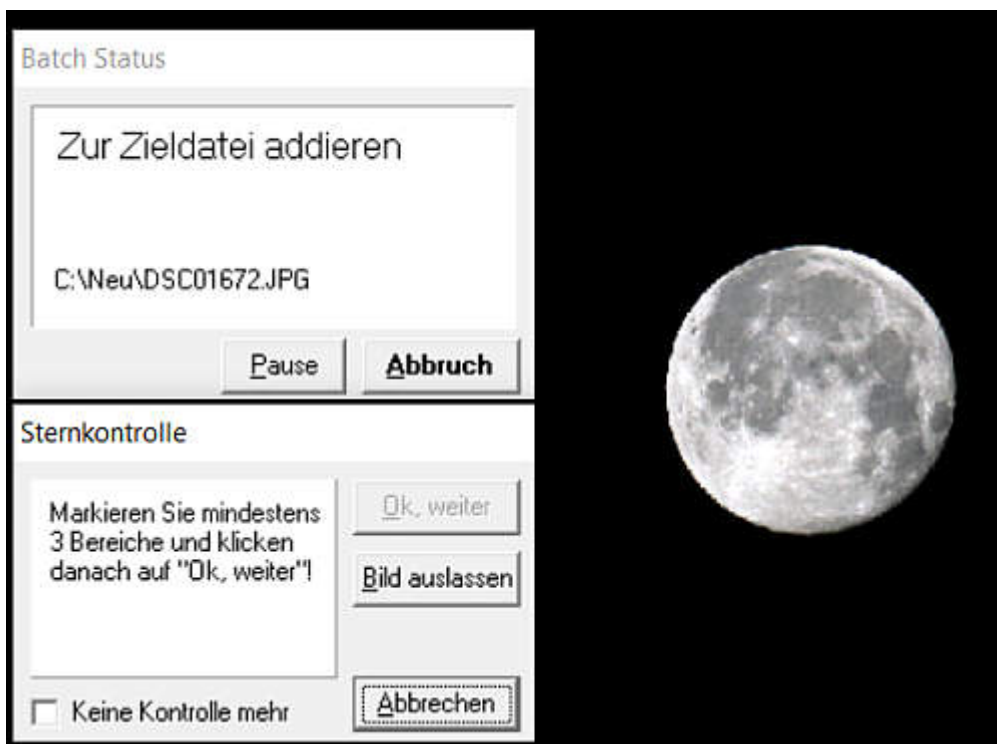 Batch Status
Zur Zieldatei addieren
C:\Neu\DSC01672.JPG
Pause
Abbruch
Sternkontrolle
Markieren Sie mindestens
3 Bereiche und klicken
danach auf "Ok, weiter"!
Ok, weiter
Bild auslassen
Keine Kontrolle mehr
Abbrechen